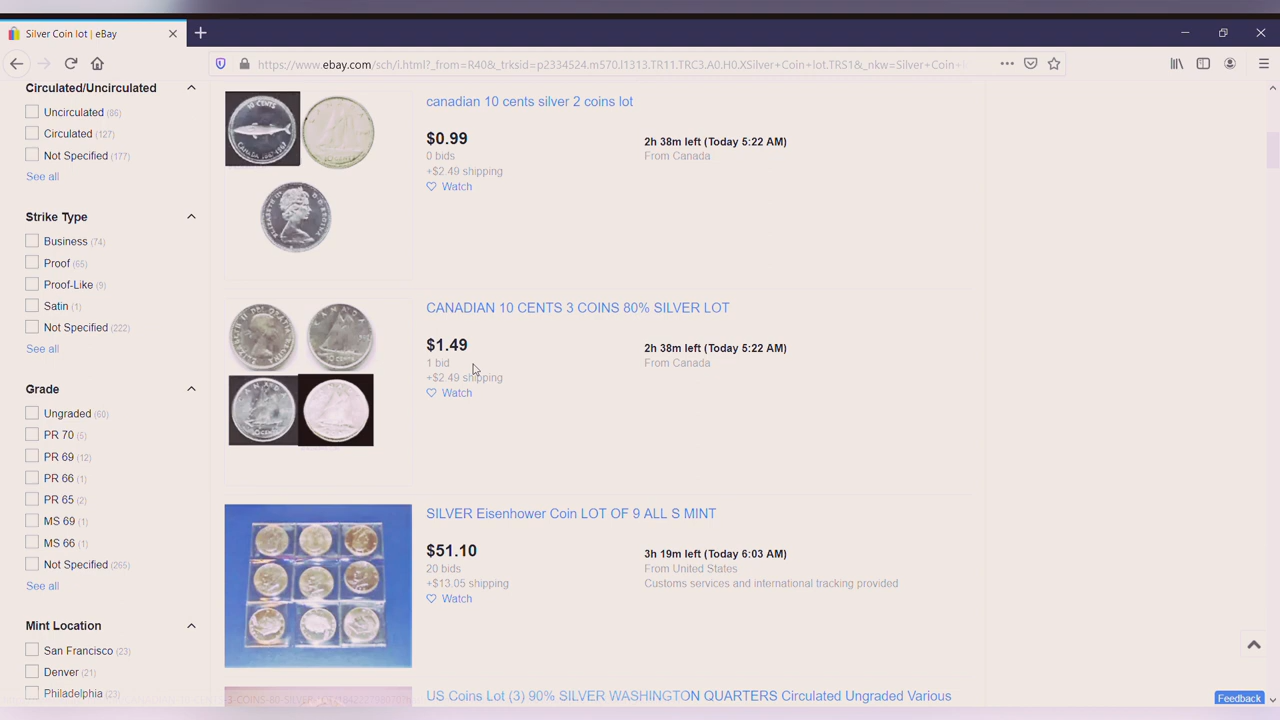 Silver Coin lot | eBay
https://www.ebay.com/sch/i.html?_from=R40&_trksid=p2334524.m570.l1313.TR11.TRC3.A0.H0.XSilver+Coin+lot.TRS1&_nkw=Silver+Coin+l
Circulated/Uncirculated
Uncirculated (86)
Circulated (127)
Not Specified (177)
See all
Strike Type
Business (74)
Proof (65)
Proof-Like (9)
Satin (1)
Not Specified (222)
See all
Grade
Ungraded (60)
PR 70 (5)
PR 69 (12)
PR 66 (1)
PR 65 (2)
MS 69 (1)
MS 66 (1)
Not Specified (265)
See all
Mint Location
San Francisco (23)
Denver (21)
Philadelphia (23)
canadian 10 cents silver 2 coins lot
$0.99
0 bids
+$2.49 shipping
Watch
2h 38m left (Today 5:22 AM)
From Canada
CANADIAN 10 CENTS 3 COINS 80% SILVER LOT
$1.49
1 bid
+$2.49 shipping
Watch
2h 38m left (Today 5:22 AM)
From Canada
SILVER Eisenhower Coin LOT OF 9 ALL S MINT
$51.10
20 bids
+$13.05 shipping
Watch
3h 19m left (Today 6:03 AM)
From United States
Customs services and international tracking provided
US Coins Lot (3) 90% SILVER WASHINGTON QUARTERS Circulated Ungraded Various
Feedback